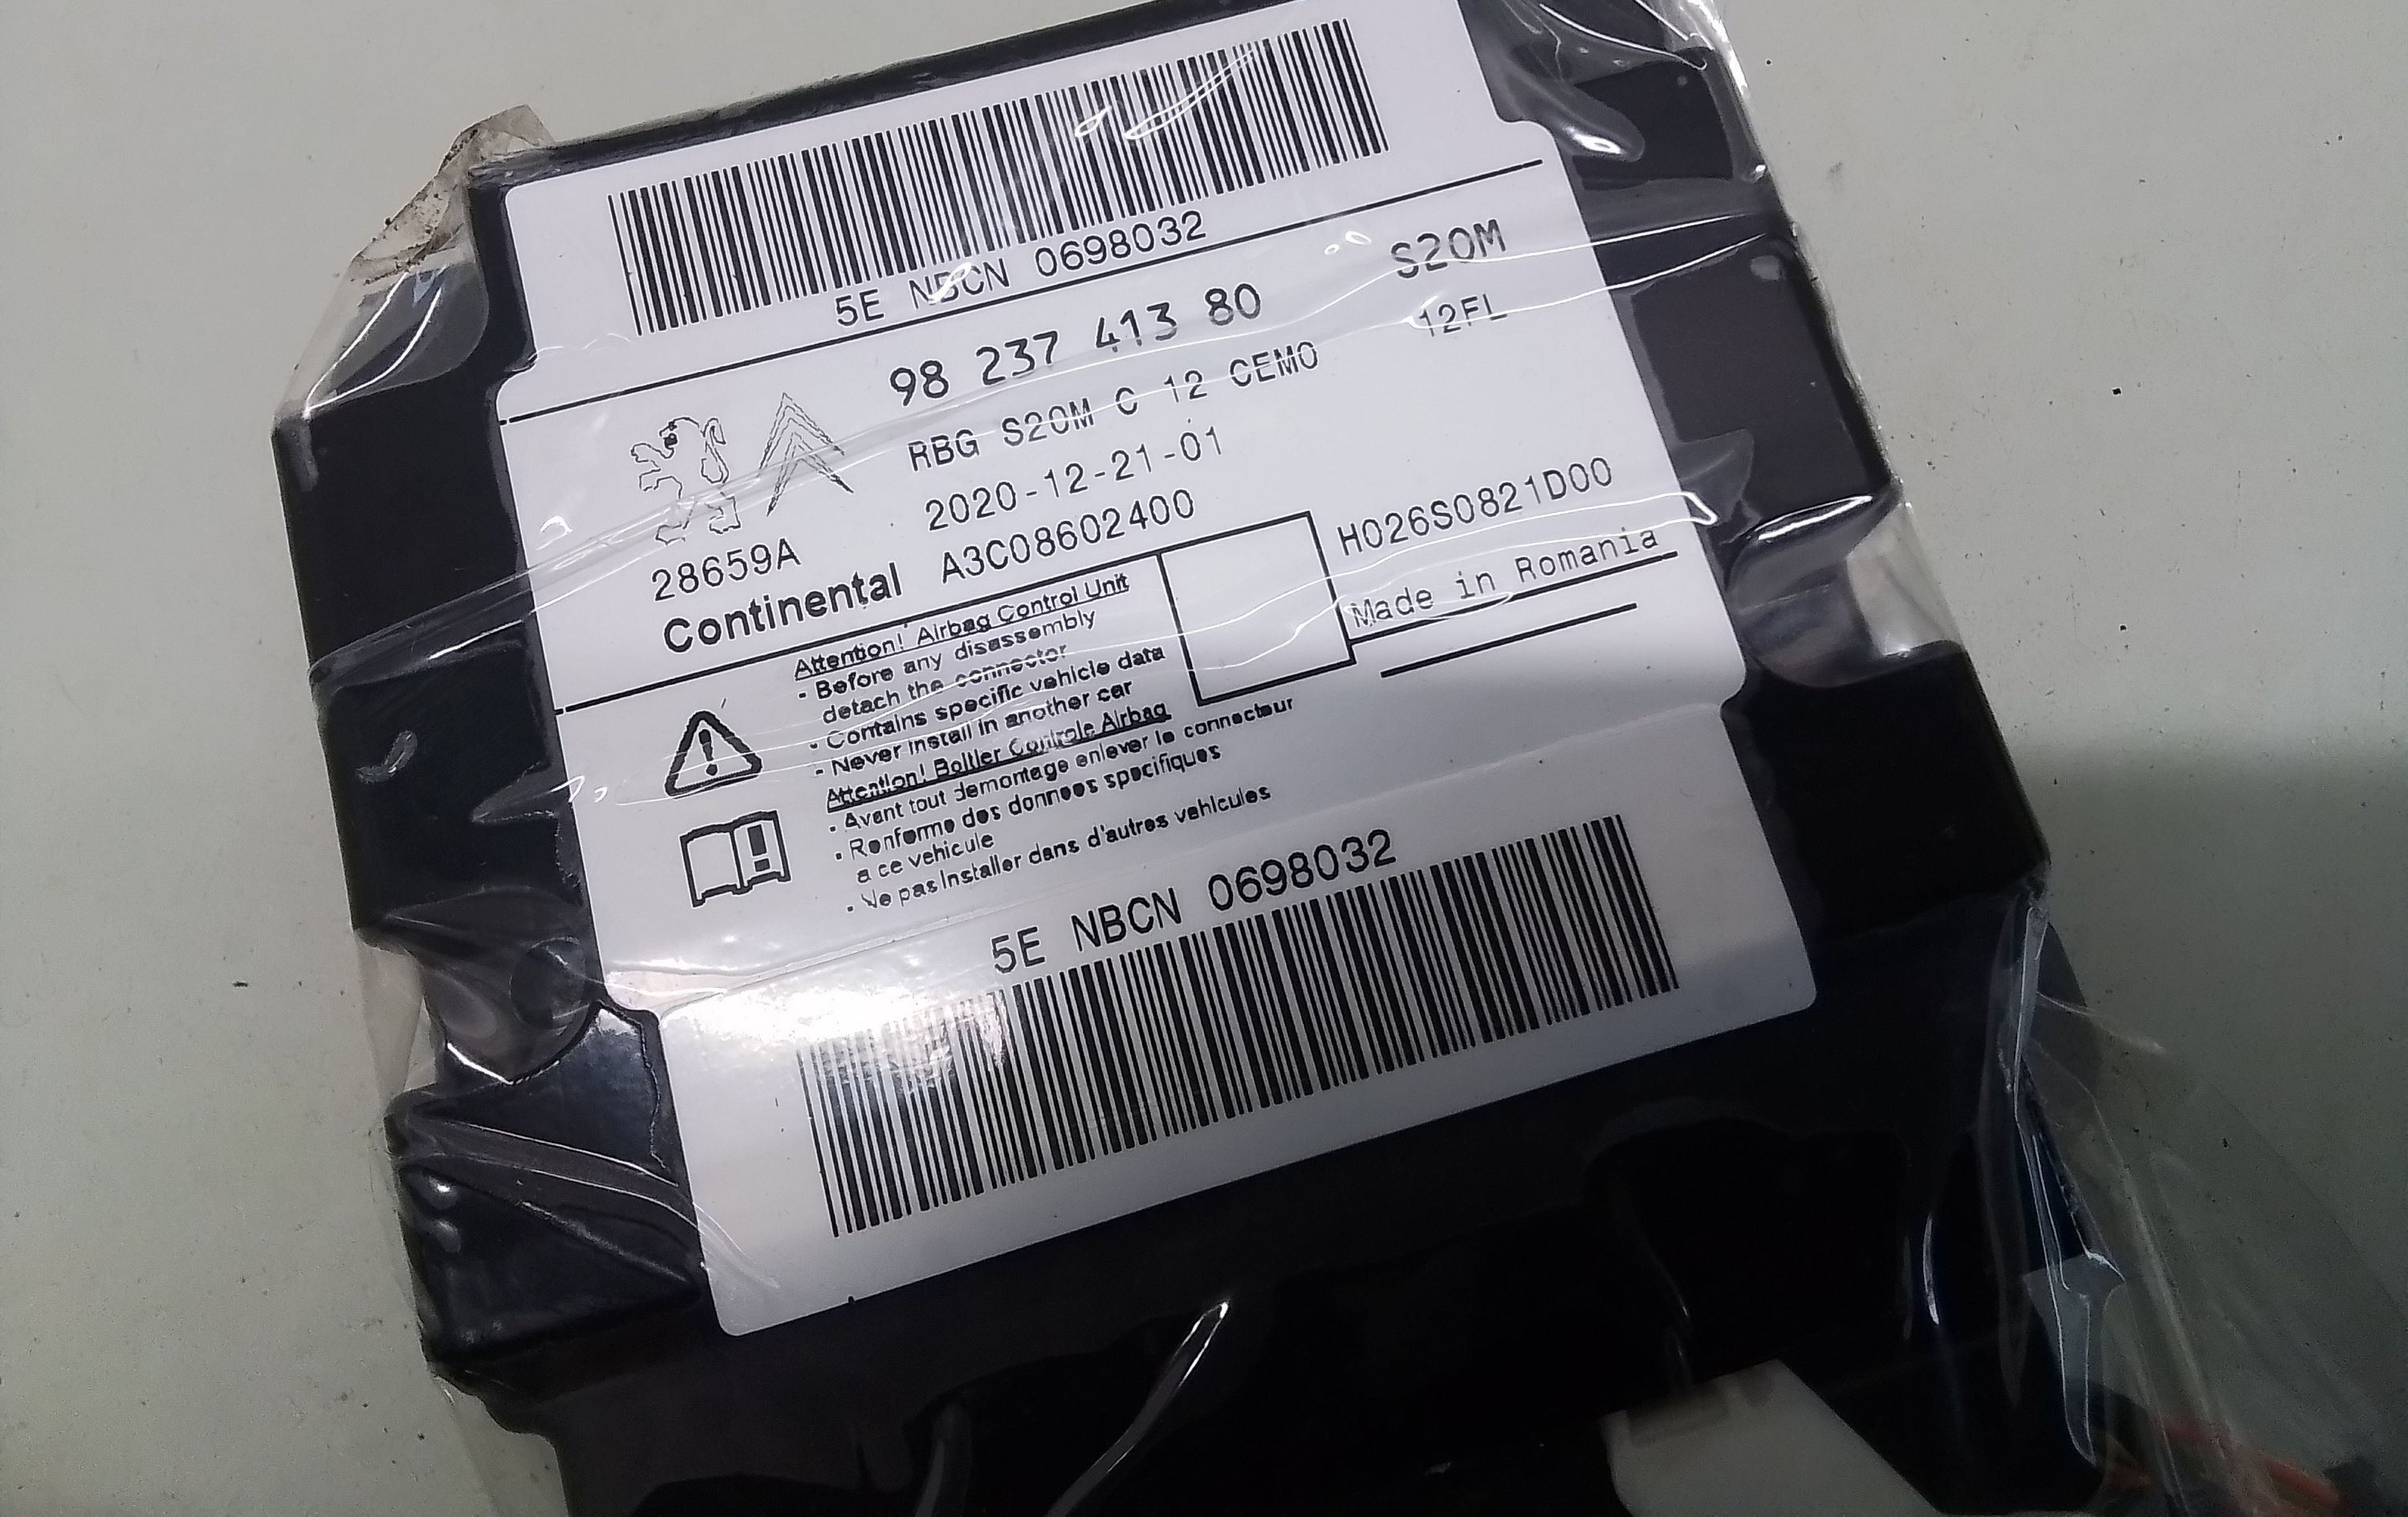 5E NBCN 0698032
98 237 413 80 S20M
RBG S20M C 12 CEMO 12FL
2020-12-21-01
28659A
Continental A3C08602400 H026S0821D00
Made in Romania
Attention! Airbag Control Unit
- Before any disassembly
detach the connector
- Contains specific vehicle data
- Never install in another car
Attention! Boitier Controle Airbag
- Avant tout demontage enlever le connecteur
- Renferme des donnees specifiques
a ce vehicule
- Ne pas Installer dans d'autres vehicules
5E NBCN 0698032